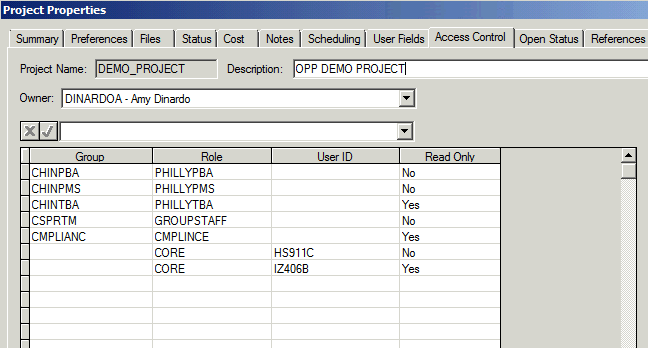 Project Properties
Summary Preferences Files Status Cost Notes Scheduling User Fields Access Control Open Status References
Project Name: DEMO_PROJECT Description: OPP DEMO PROJECT
Owner: DINARDOA - Amy Dinardo
Group Role User ID Read Only
CHINPBA PHILLYPBA No
CHINPMS PHILLYPMS No
CHINTBA PHILLYTBA Yes
CSPRTM GROUPSTAFF No
CMPLIANC CMPLINCE Yes
CORE HS911C No
CORE IZ406B Yes